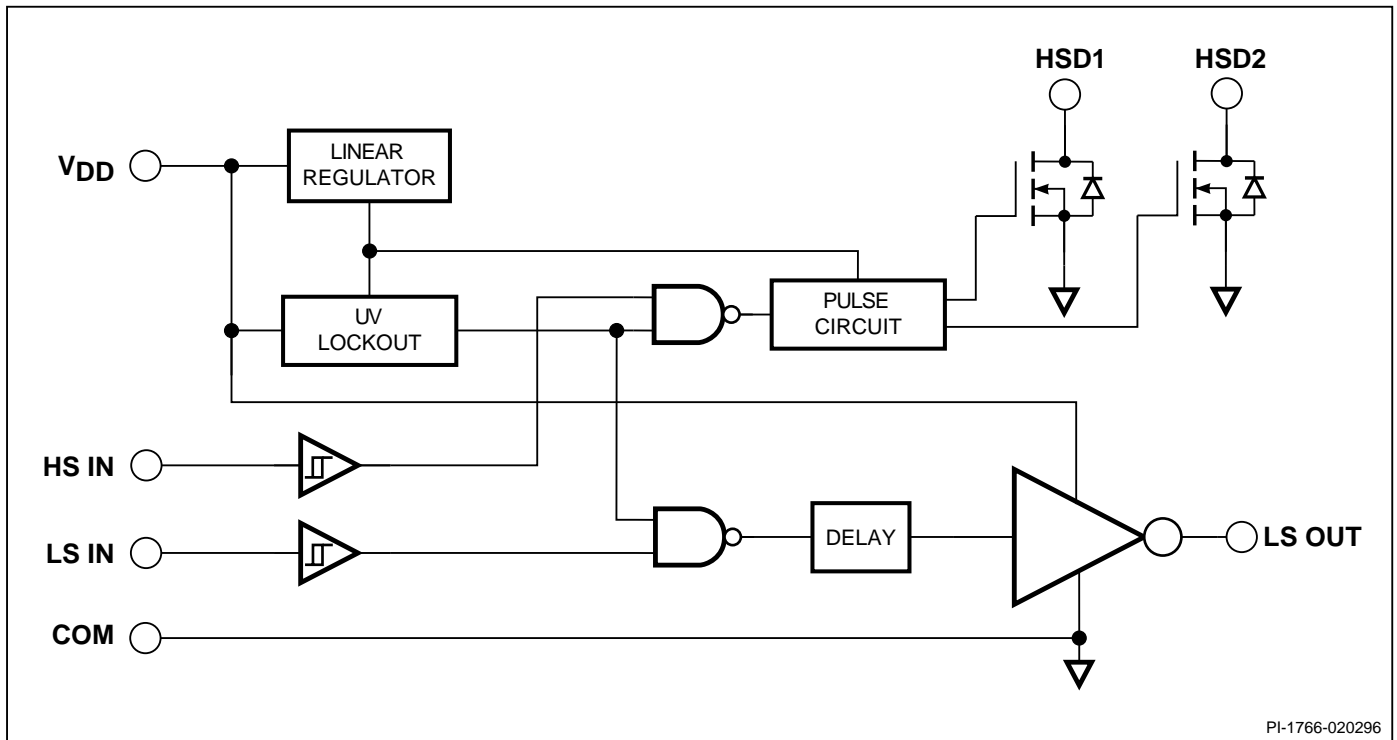 HSD1
HSD2
VDD
LINEAR
REGULATOR
UV
LOCKOUT
PULSE
CIRCUIT
HS IN
LS IN
DELAY
LS OUT
COM
PI-1766-020296